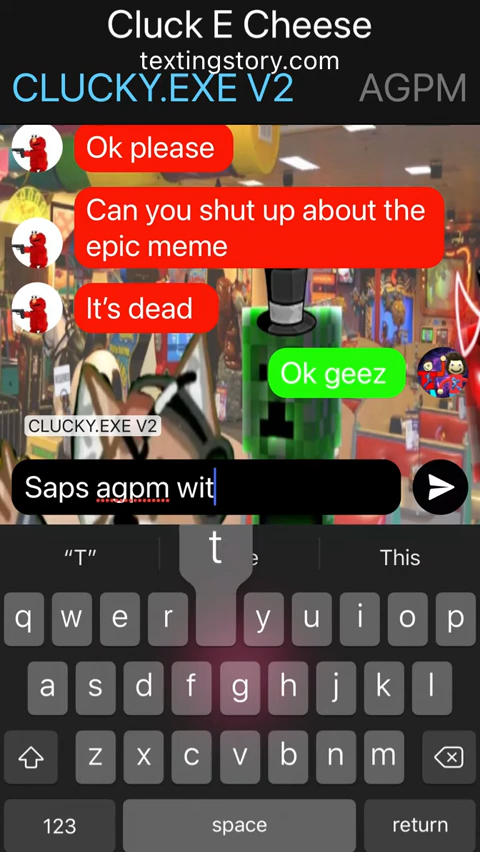 Cluck E Cheese
textingstory.com
CLUCKY.EXE V2 AGPM
Ok please
Can you shut up about the
epic meme
It’s dead
Ok geez
CLUCKY.EXE V2
Saps agpm wit
“T” This
t
q w e r y u i o p
a s d f g h j k l
z x c v b n m
123 space return